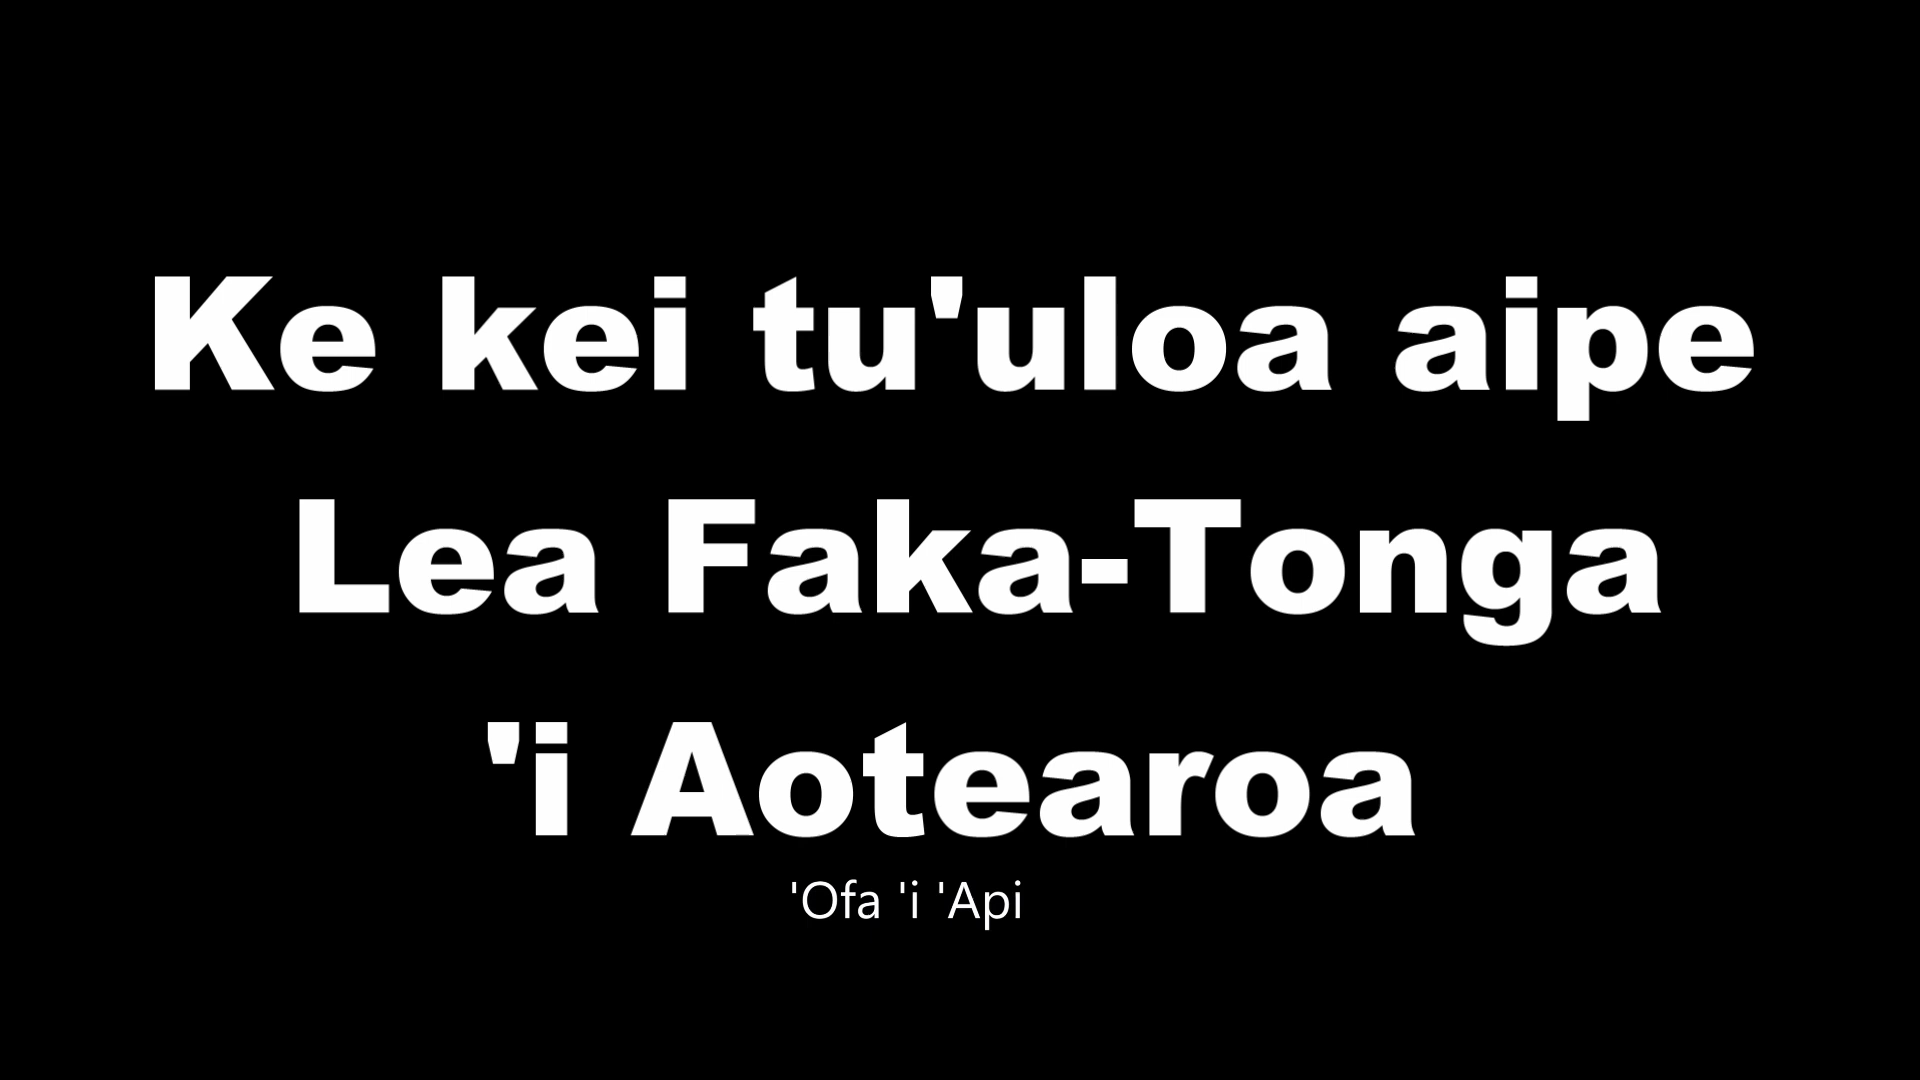 Ke kei tu'uloa aipe
Lea Faka-Tonga
'i Aotearoa
'Ofa 'i 'Api